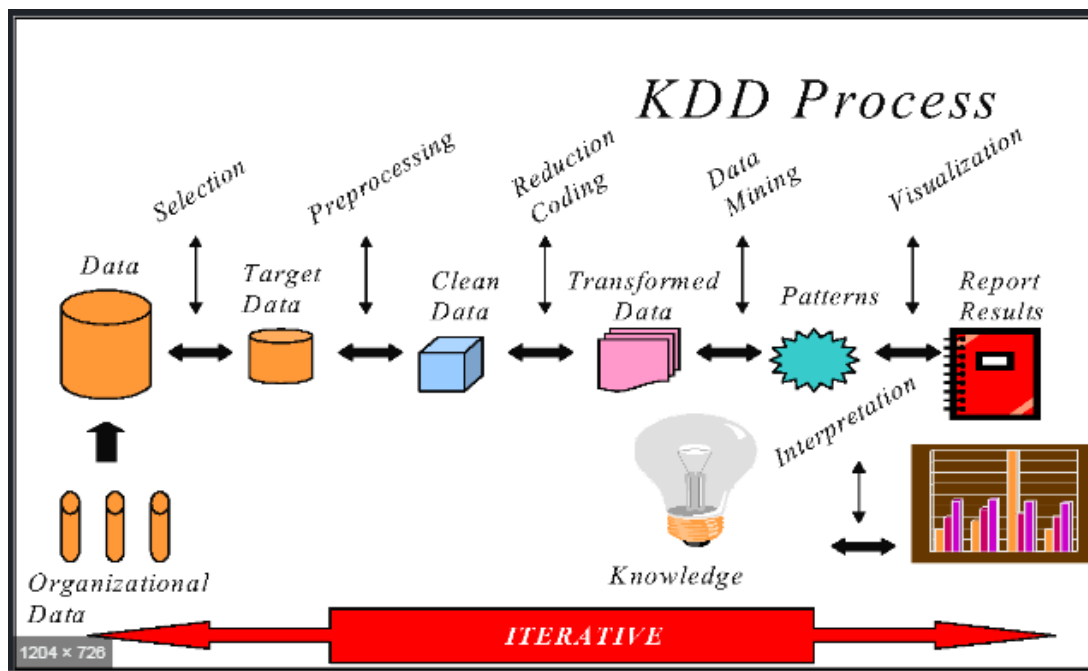 KDD Process
Selection
Preprocessing
Reduction
Coding
Data
Mining
Visualization
Data
Target
Data
Clean
Data
Transformed
Data
Patterns
Report
Results
Interpretation
Knowledge
Organizational
Data
ITERATIVE
1204 × 726